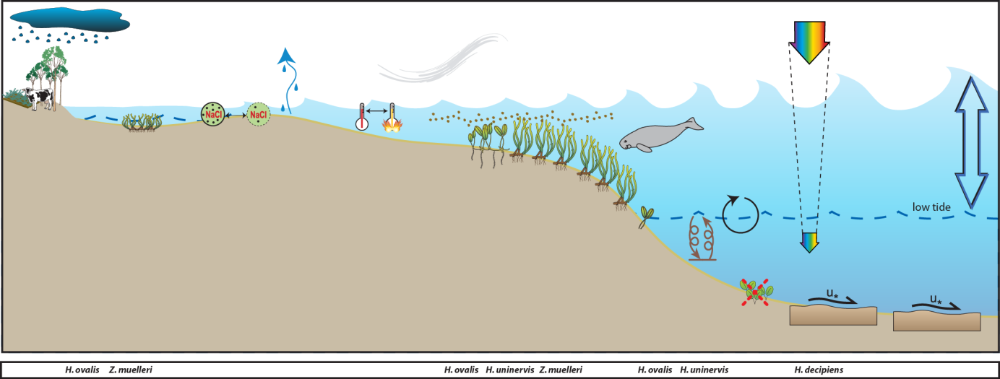 NaCl
NaCl
low tide
u*
u*
H. ovalis Z. muelleri H. uninervis H. ovalis Z. muelleri H. ovalis H. uninervis H. decipiens